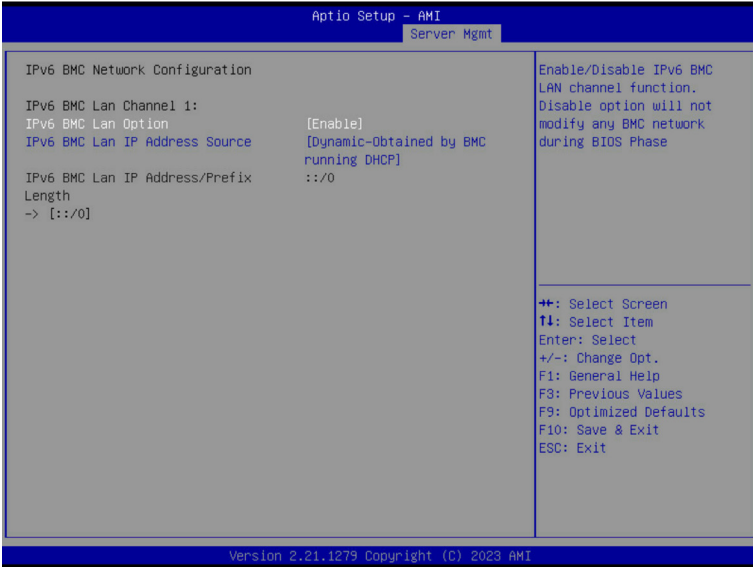 Aptio Setup – AMI
Server Mgmt
IPv6 BMC Network Configuration
IPv6 BMC Lan Channel 1:
IPv6 BMC Lan Option [Enable]
IPv6 BMC Lan IP Address Source [Dynamic-Obtained by BMC
running DHCP]
IPv6 BMC Lan IP Address/Prefix ::/0
Length
-> [::/0]
Enable/Disable IPv6 BMC
LAN channel function.
Disable option will not
modify any BMC network
during BIOS Phase
→←: Select Screen
↑↓: Select Item
Enter: Select
+/-: Change Opt.
F1: General Help
F3: Previous Values
F9: Optimized Defaults
F10: Save & Exit
ESC: Exit
Version 2.21.1279 Copyright (C) 2023 AMI